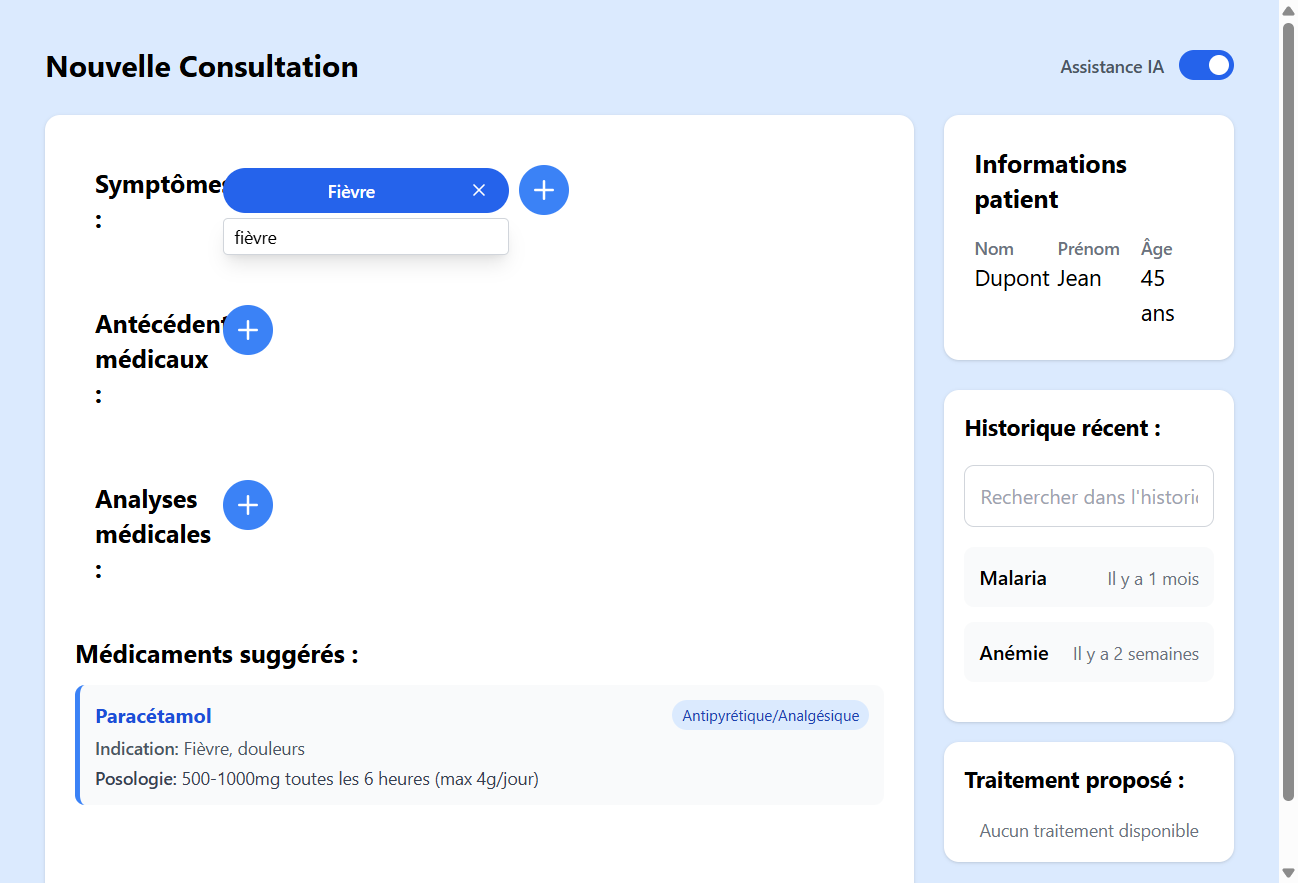 Nouvelle Consultation
Assistance IA
Symptômes
:
Fièvre
fièvre
Antécédent
médicaux
:
Analyses
médicales
:
Médicaments suggérés :
Paracétamol
Antipyrétique/Analgésique
Indication: Fièvre, douleurs
Posologie: 500-1000mg toutes les 6 heures (max 4g/jour)
Informations
patient
Nom Prénom Âge
Dupont Jean 45
ans
Historique récent :
Rechercher dans l'historic
Malaria Il y a 1 mois
Anémie Il y a 2 semaines
Traitement proposé :
Aucun traitement disponible